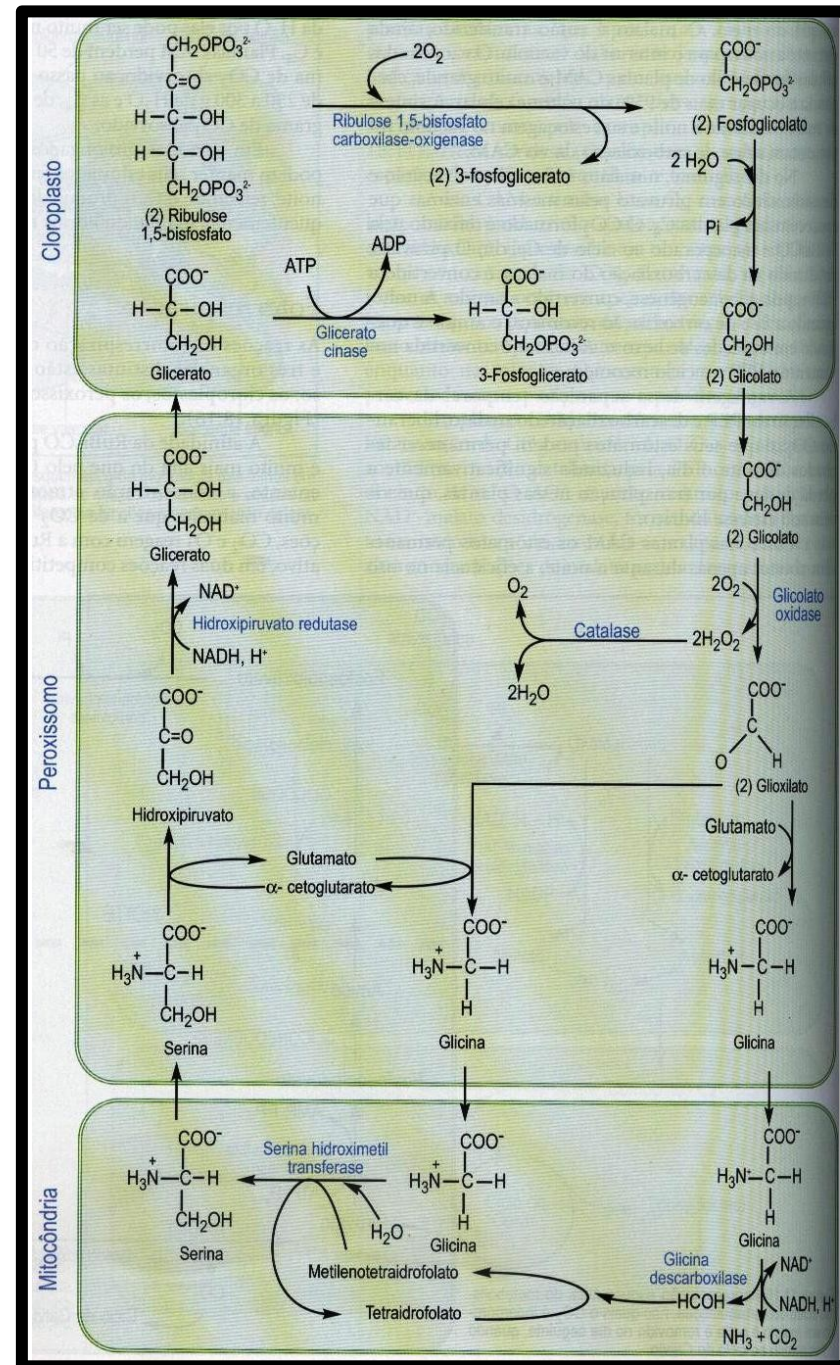 Cloroplasto
CH₂OPO₃²⁻
C=O
H–C–OH
H–C–OH
CH₂OPO₃²⁻
(2) Ribulose
1,5-bisfosfato
2O₂
Ribulose 1,5-bisfosfato
carboxilase-oxigenase
(2) 3-fosfoglicerato
COO⁻
CH₂OPO₃²⁻
(2) Fosfoglicolato
2 H₂O
Pi
COO⁻
CH₂OH
(2) Glicolato
COO⁻
H–C–OH
CH₂OH
Glicerato
ATP
ADP
Glicerato
cinase
COO⁻
H–C–OH
CH₂OPO₃²⁻
3-Fosfoglicerato
Peroxissomo
COO⁻
H–C–OH
CH₂OH
Glicerato
NAD⁺
Hidroxipiruvato redutase
NADH, H⁺
COO⁻
C=O
CH₂OH
Hidroxipiruvato
COO⁻
CH₂OH
(2) Glicolato
2O₂
Glicolato
oxidase
2H₂O₂
Catalase
O₂
2H₂O
COO⁻
C
O H
(2) Glioxilato
Glutamato
α- cetoglutarato
Glutamato
α- cetoglutarato
COO⁻
H₃N⁺–C–H
CH₂OH
Serina
COO⁻
H₃N⁺–C–H
H
Glicina
COO⁻
H₃N⁺–C–H
H
Glicina
Mitocôndria
COO⁻
H₃N⁺–C–H
CH₂OH
Serina
Serina hidroximetil
transferase
H₂O
COO⁻
H₃N⁺–C–H
H
Glicina
Metilenotetraidrofolato
Tetraidrofolato
COO⁻
H₃N⁺–C–H
H
Glicina
Glicina
descarboxilase
HCOH
NAD⁺
NADH, H⁺
NH₃ + CO₂